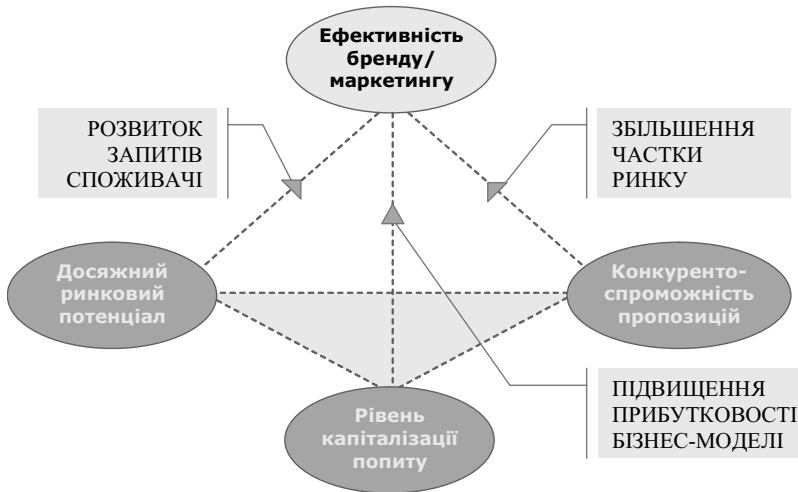 Ефективність
бренду/
маркетингу
РОЗВИТОК
ЗАПИТІВ
СПОЖИВАЧІ
ЗБІЛЬШЕННЯ
ЧАСТКИ
РИНКУ
Досяжний
ринковий
потенціал
Конкуренто-
спроможність
пропозицій
Рівень
капіталізації
попиту
ПІДВИЩЕННЯ
ПРИБУТКОВОСТІ
БІЗНЕС-МОДЕЛІ